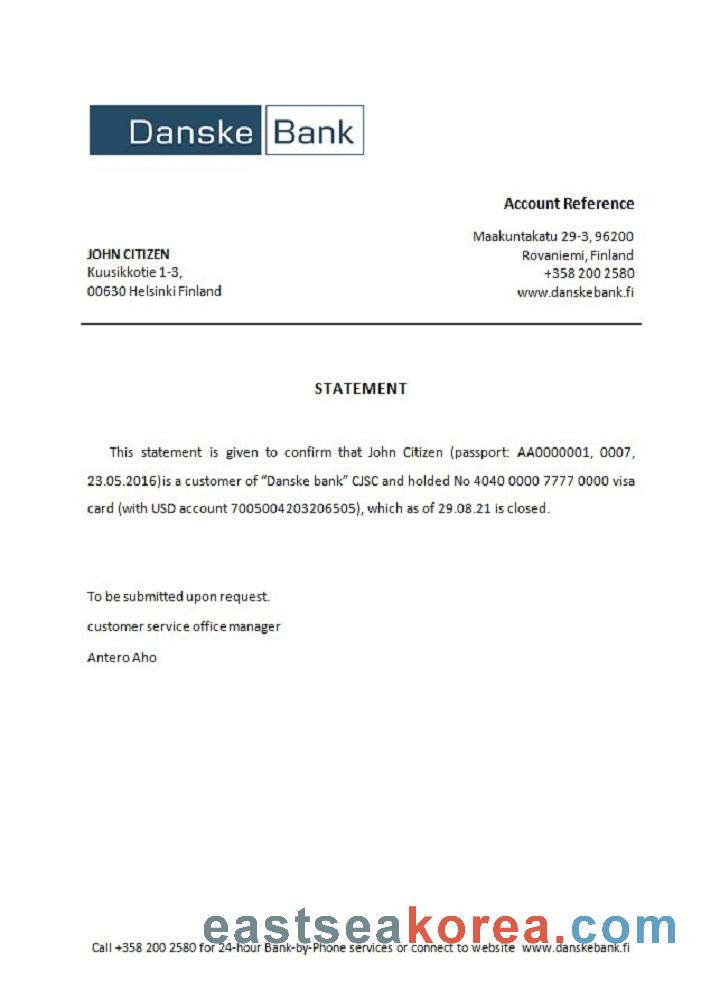 Danske Bank
Account Reference
Maakuntakatu 29-3, 96200
JOHN CITIZEN
Rovaniemi, Finland
Kuusikkotie 1-3,
+358 200 2580
00630 Helsinki Finland
www.danskebank.fi
STATEMENT
This statement is given to confirm that John Citizen (passport: AA0000001, 0007,
23.05.2016)is a customer of “Danske bank” CJSC and holded No 4040 0000 7777 0000 visa
card (with USD account 7005004203206505), which as of 29.08.21 is closed.
To be submitted upon request.
customer service office manager
Antero Aho
eastseakorea.com
Call +358 200 2580 for 24-hour Bank-by-Phone services or connect to website www.danskebank.fi